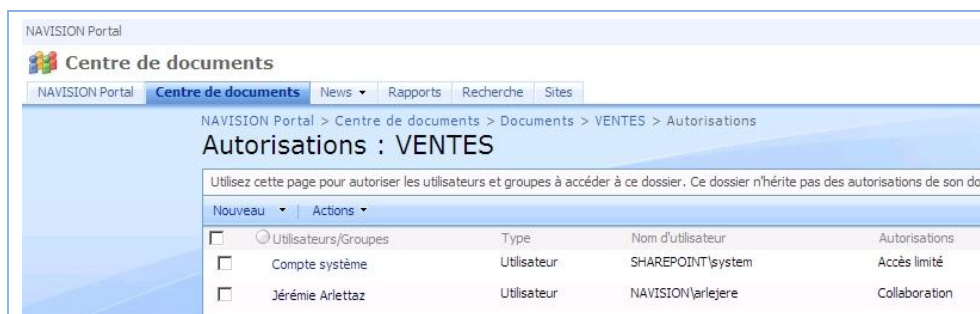 NAVISION Portal
Centre de documents
NAVISION Portal Centre de documents News Rapports Recherche Sites
NAVISION Portal > Centre de documents > Documents > VENTES > Autorisations
Autorisations : VENTES
Utilisez cette page pour autoriser les utilisateurs et groupes à accéder à ce dossier. Ce dossier n'hérite pas des autorisations de son do
Nouveau Actions
Utilisateurs/Groupes Type Nom d'utilisateur Autorisations
Compte système Utilisateur SHAREPOINT\system Accès limité
Jérémie Arlettaz Utilisateur NAVISION\arlejere Collaboration